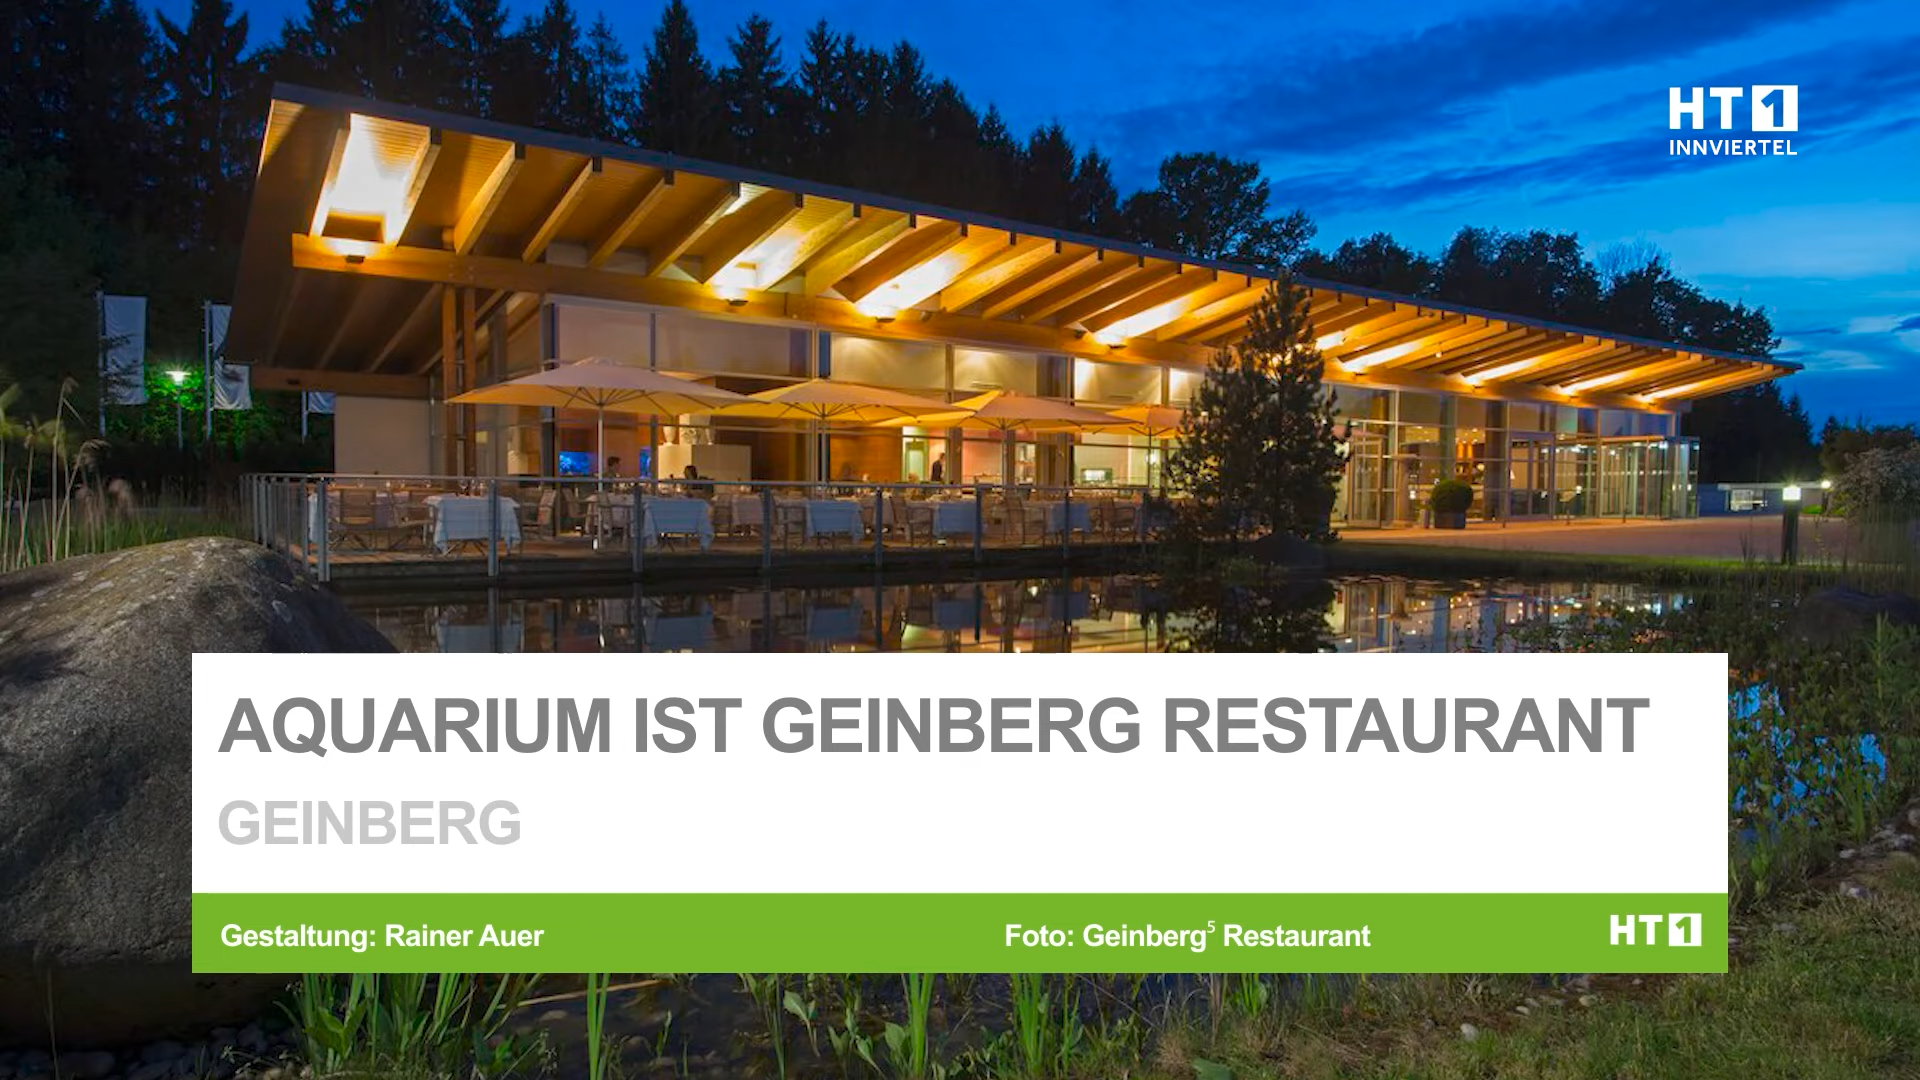 HT1
INNVIERTEL
AQUARIUM IST GEINBERG RESTAURANT
GEINBERG
Gestaltung: Rainer Auer
Foto: Geinberg⁵ Restaurant
HT1